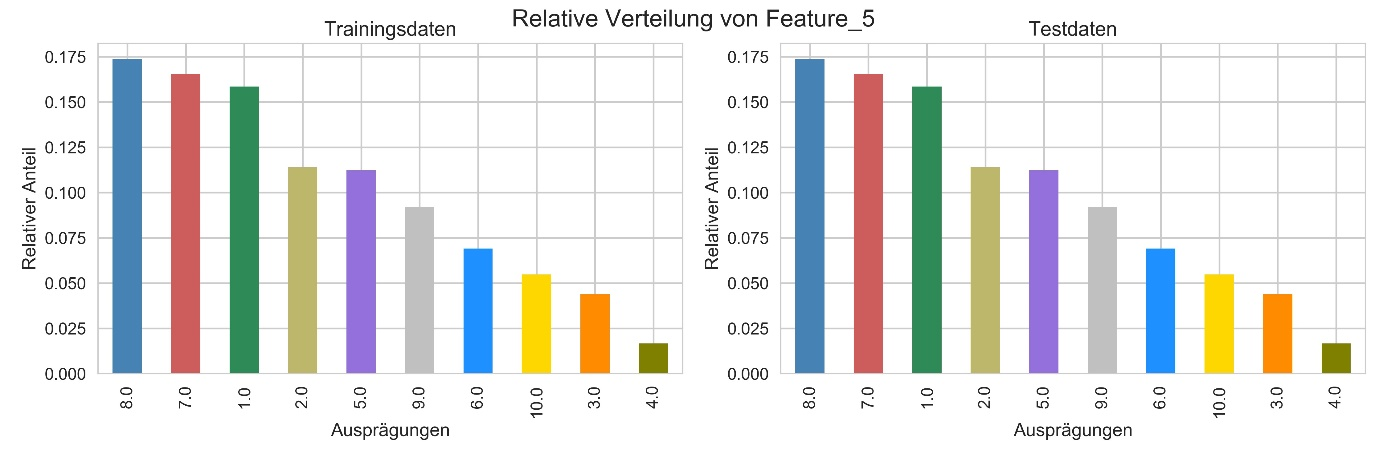 Relative Verteilung von Feature_5
Trainingsdaten
0.175
0.150
0.125
0.100
0.075
0.050
0.025
0.000
Relativer Anteil
8.0 7.0 1.0 2.0 5.0 9.0 6.0 10.0 3.0 4.0
Ausprägungen
Testdaten
0.175
0.150
0.125
0.100
0.075
0.050
0.025
0.000
Relativer Anteil
8.0 7.0 1.0 2.0 5.0 9.0 6.0 10.0 3.0 4.0
Ausprägungen